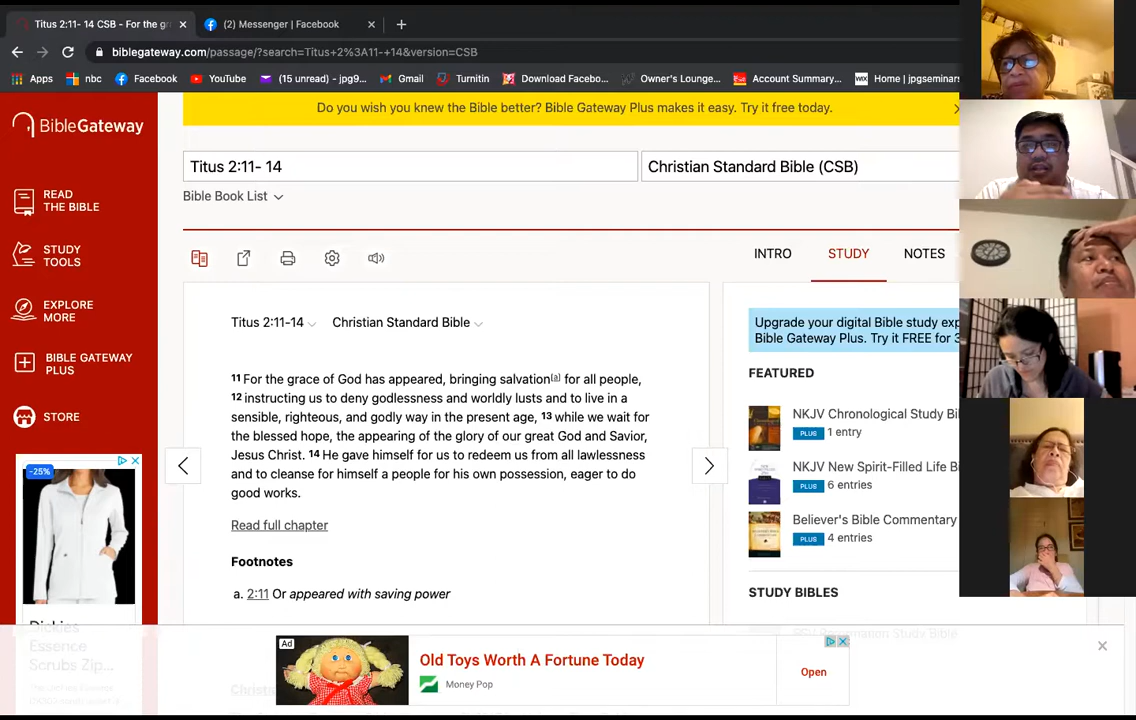 Titus 2:11- 14 CSB - For the gr
(2) Messenger | Facebook
biblegateway.com/passage/?search=Titus+2%3A11-+14&version=CSB
Apps
nbc
Facebook
YouTube
(15 unread) - jpg9...
Gmail
Turnitin
Download Facebo...
Owner's Lounge...
Account Summary...
Home | jpgseminars
Do you wish you knew the Bible better? Bible Gateway Plus makes it easy. Try it free today.
BibleGateway
READ
THE BIBLE
STUDY
TOOLS
EXPLORE
MORE
BIBLE GATEWAY
PLUS
STORE
Titus 2:11- 14
Christian Standard Bible (CSB)
Bible Book List
INTRO
STUDY
NOTES
Titus 2:11-14
Christian Standard Bible
11 For the grace of God has appeared, bringing salvation[a] for all people,
12 instructing us to deny godlessness and worldly lusts and to live in a
sensible, righteous, and godly way in the present age, 13 while we wait for
the blessed hope, the appearing of the glory of our great God and Savior,
Jesus Christ. 14 He gave himself for us to redeem us from all lawlessness
and to cleanse for himself a people for his own possession, eager to do
good works.
Read full chapter
Footnotes
a. 2:11 Or appeared with saving power
Upgrade your digital Bible study exp
Bible Gateway Plus. Try it FREE for 3
FEATURED
NKJV Chronological Study Bi
PLUS 1 entry
NKJV New Spirit-Filled Life Bi
PLUS 6 entries
Believer's Bible Commentary
PLUS 4 entries
STUDY BIBLES
-25%
Dickies
Essence
Scrubs Zip...
Ad
Old Toys Worth A Fortune Today
Money Pop
Open